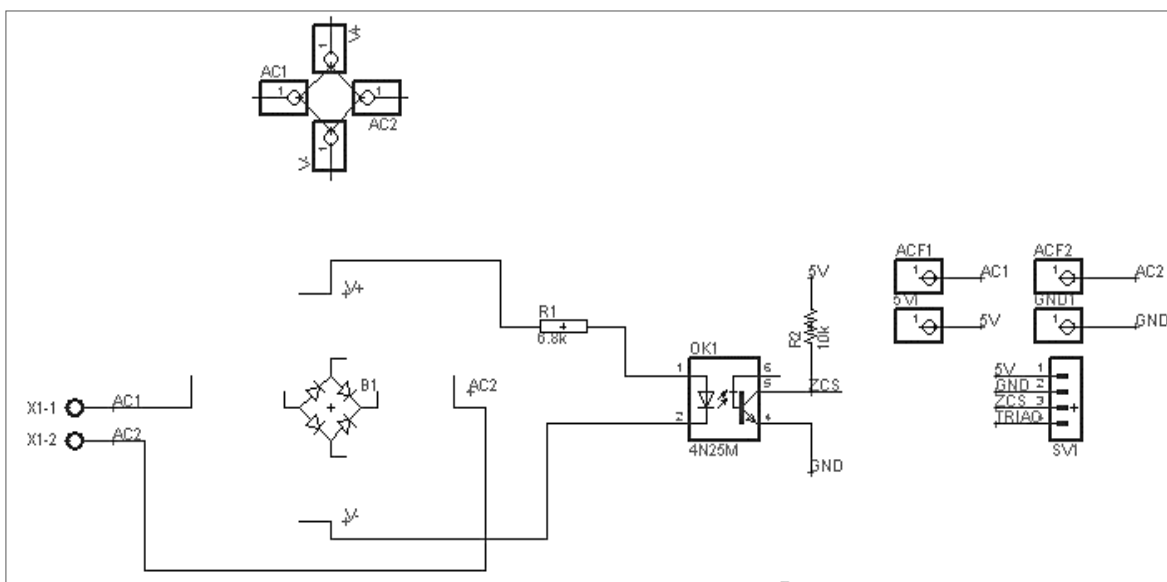 V+
1
AC1
1
1
AC2
1
V-
ACF1
1
AC1
ACF2
1
AC2
5V1
1
5V
GND1
1
GND
5V
V+
R1
6.8k
R2
10k
OK1
1
6
5
ZCS
2
4
4N25M
GND
B1
AC2
X1-1
AC1
X1-2
AC2
V-
5V 1
GND 2
ZCS 3
TRIAC 4
SV1